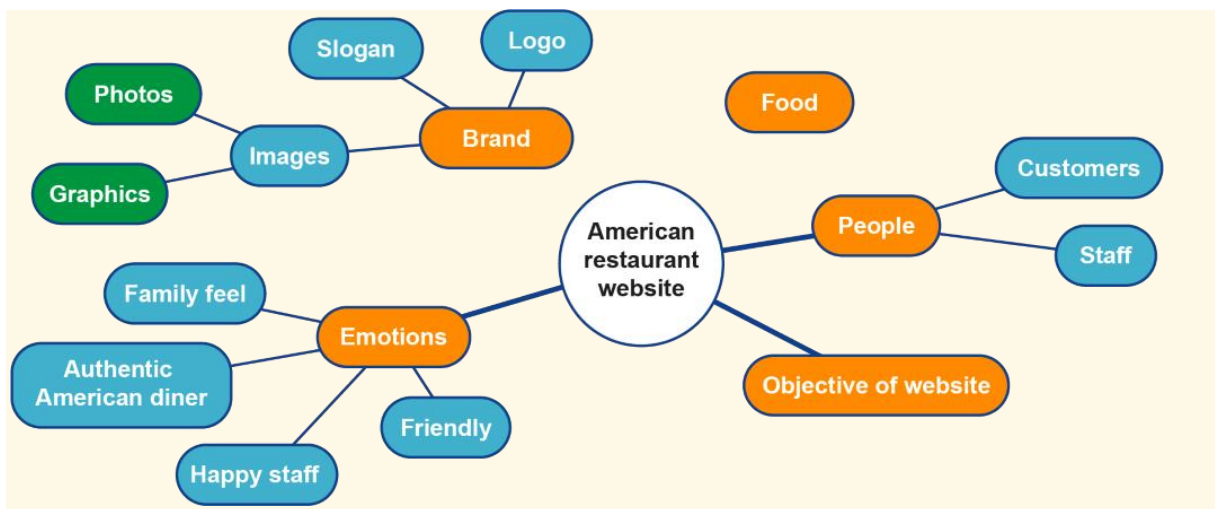 Slogan
Logo
Photos
Food
Brand
Images
Customers
Graphics
People
American
restaurant
website
Staff
Family feel
Emotions
Authentic
American diner
Objective of website
Friendly
Happy staff